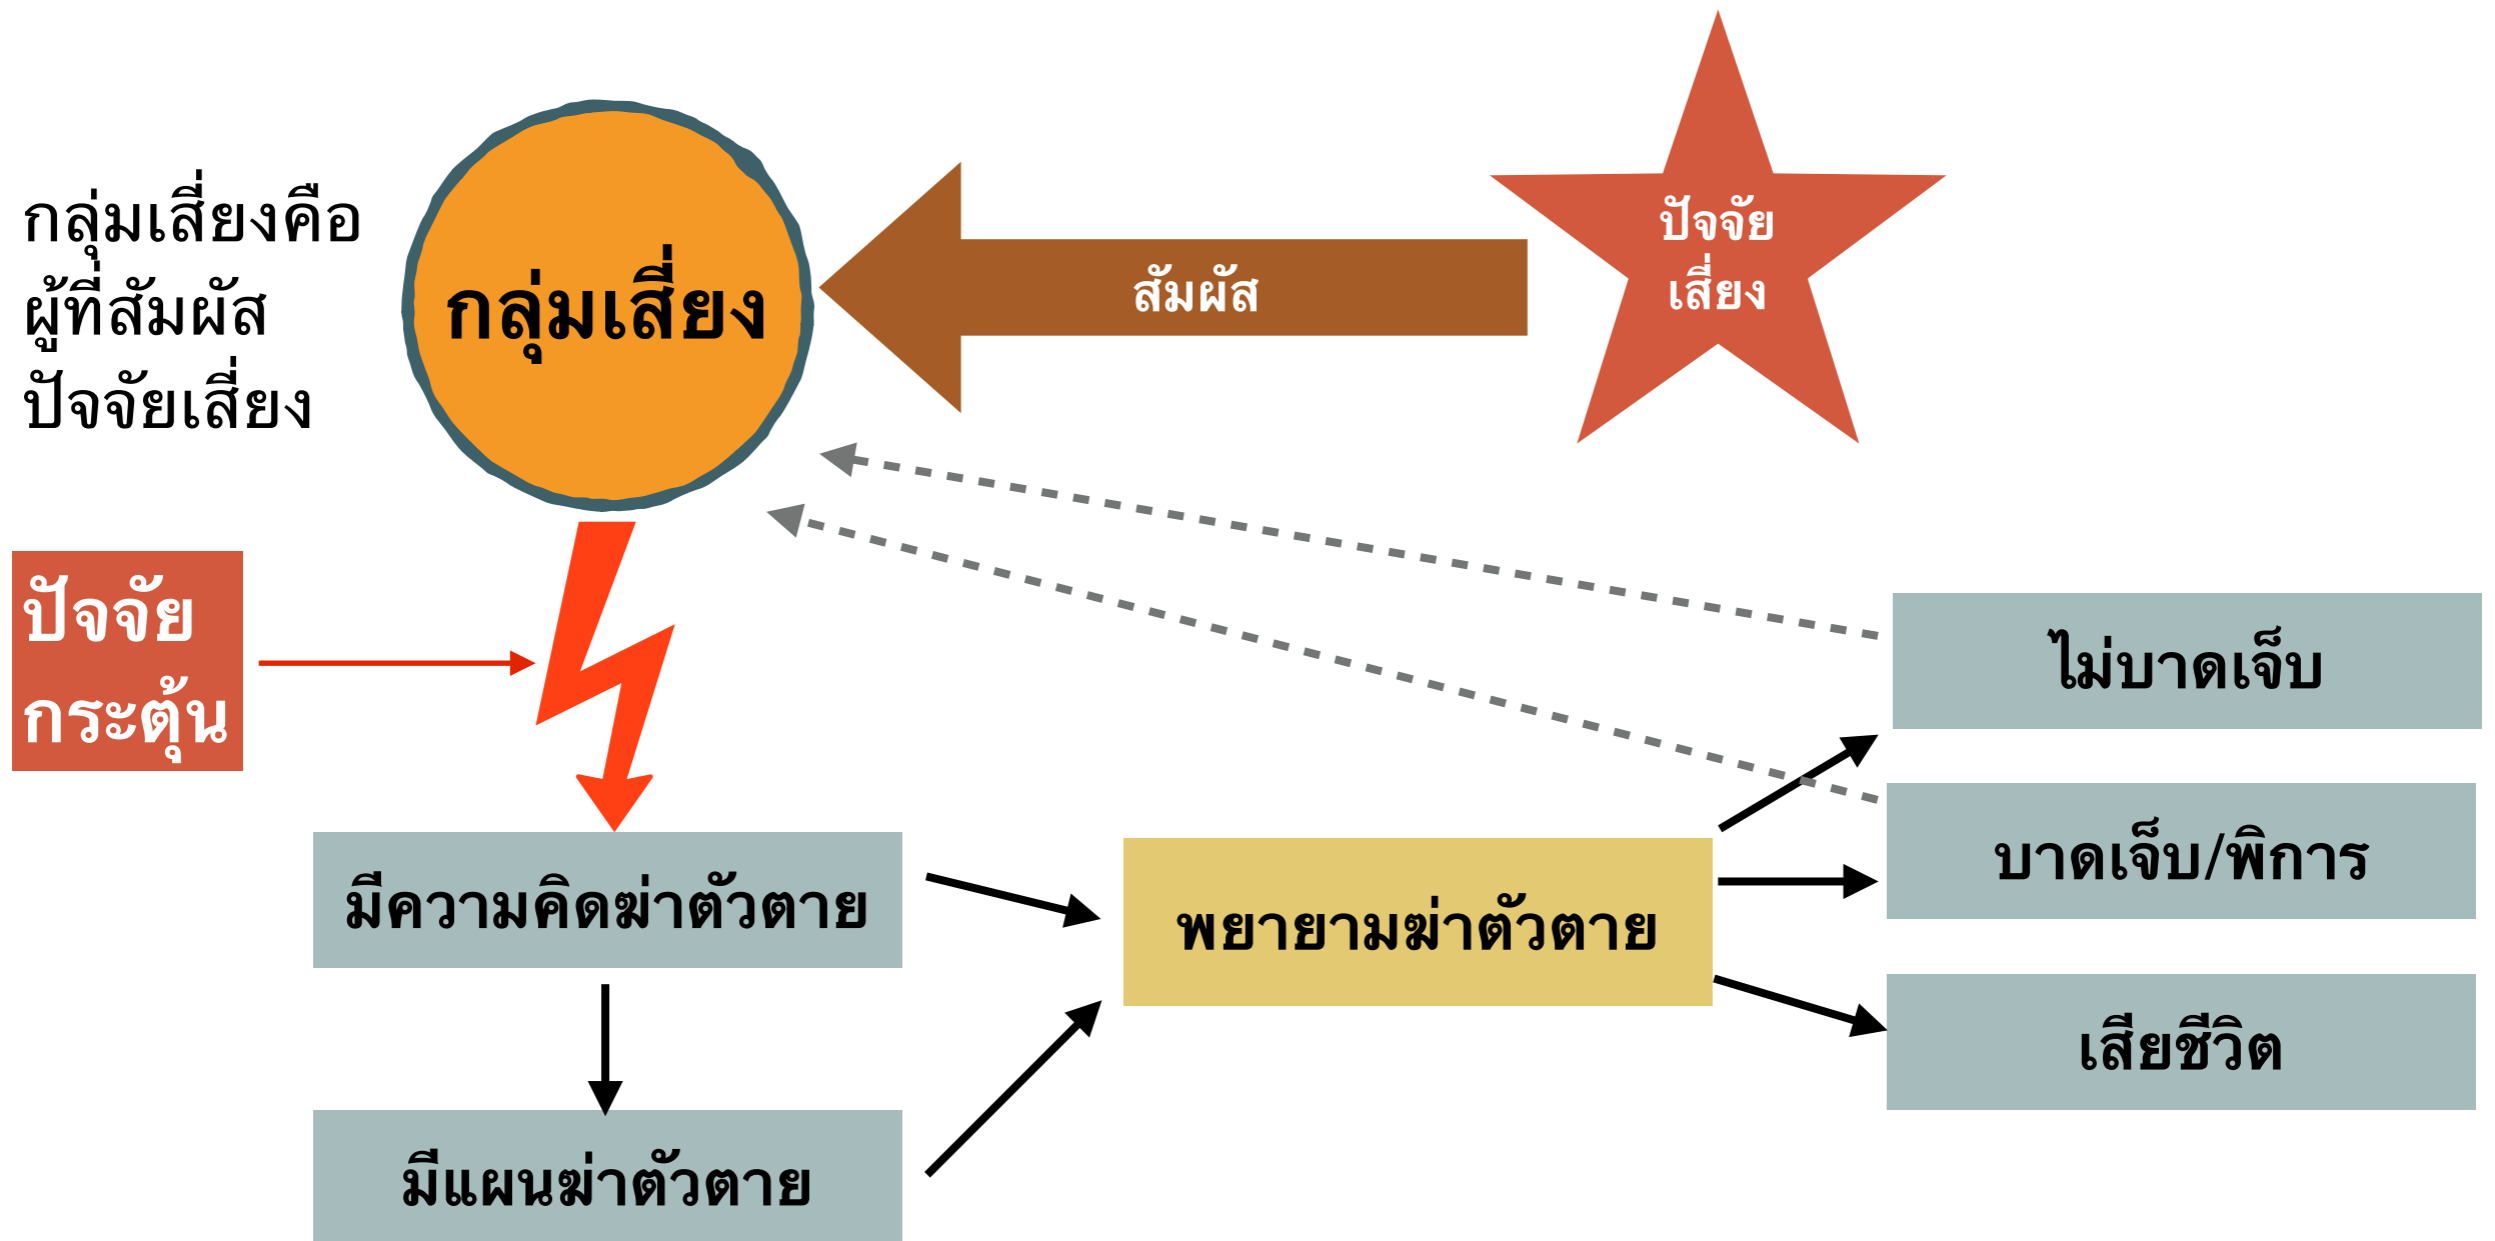 กลุ่มเสี่ยงคือ
ผู้ที่สัมผัส
ปัจจัยเสี่ยง
กลุ่มเสี่ยง
สัมผัส
ปัจจัย
เสี่ยง
ปัจจัย
กระตุ้น
มีความคิดฆ่าตัวตาย
มีแผนฆ่าตัวตาย
พยายามฆ่าตัวตาย
ไม่บาดเจ็บ
บาดเจ็บ/พิการ
เสียชีวิต